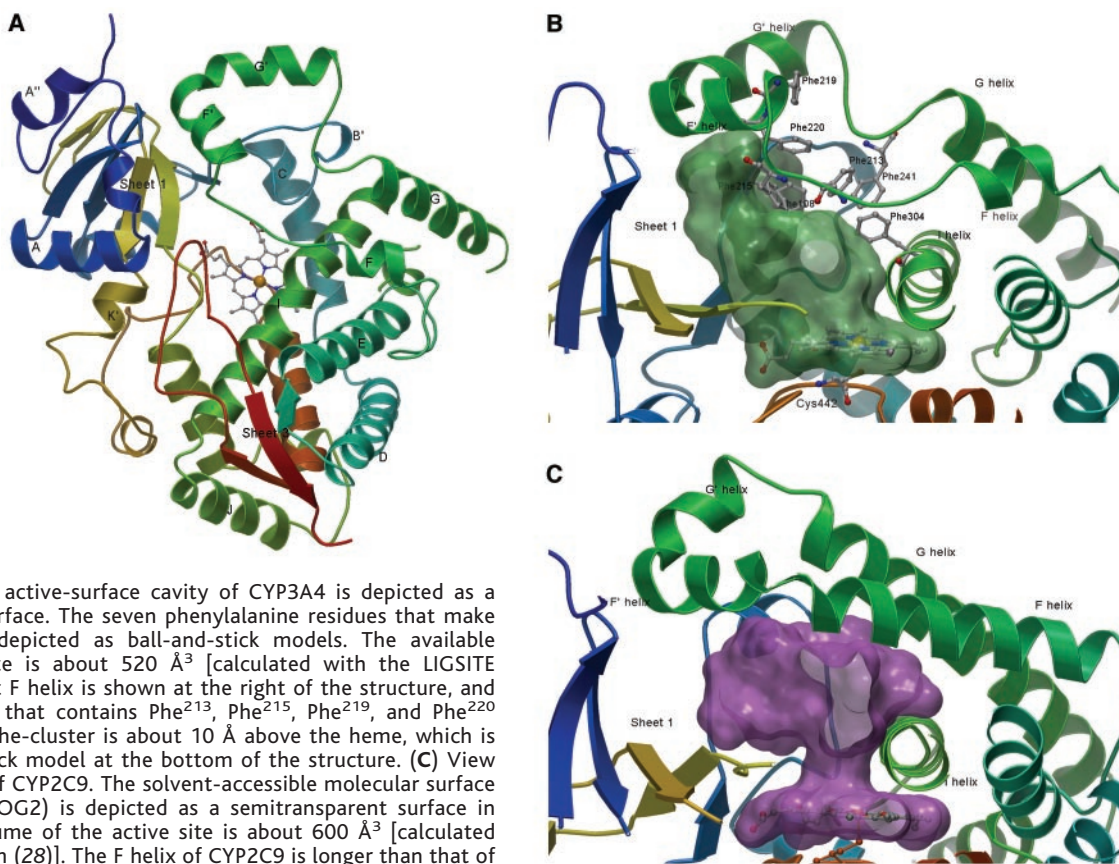 A
A"
G'
F'
B'
C
Sheet 1
G
A
F
K'
I
E
Sheet 3
D
J
B
G' helix
Phe219
G helix
F' helix
Phe220
Phe213
Phe215
Phe241
Phe108
Phe304
Sheet 1
F helix
I helix
Cys442
C
G' helix
G helix
F' helix
F helix
Sheet 1
I helix
active-surface cavity of CYP3A4 is depicted as a
rface. The seven phenylalanine residues that make
depicted as ball-and-stick models. The available
te is about 520 Å³ [calculated with the LIGSITE
t F helix is shown at the right of the structure, and
that contains Phe²¹³, Phe²¹⁵, Phe²¹⁹, and Phe²²⁰
he-cluster is about 10 Å above the heme, which is
ck model at the bottom of the structure. (C) View
f CYP2C9. The solvent-accessible molecular surface
OG2) is depicted as a semitransparent surface in
ume of the active site is about 600 Å³ [calculated
n (28)]. The F helix of CYP2C9 is longer than that of